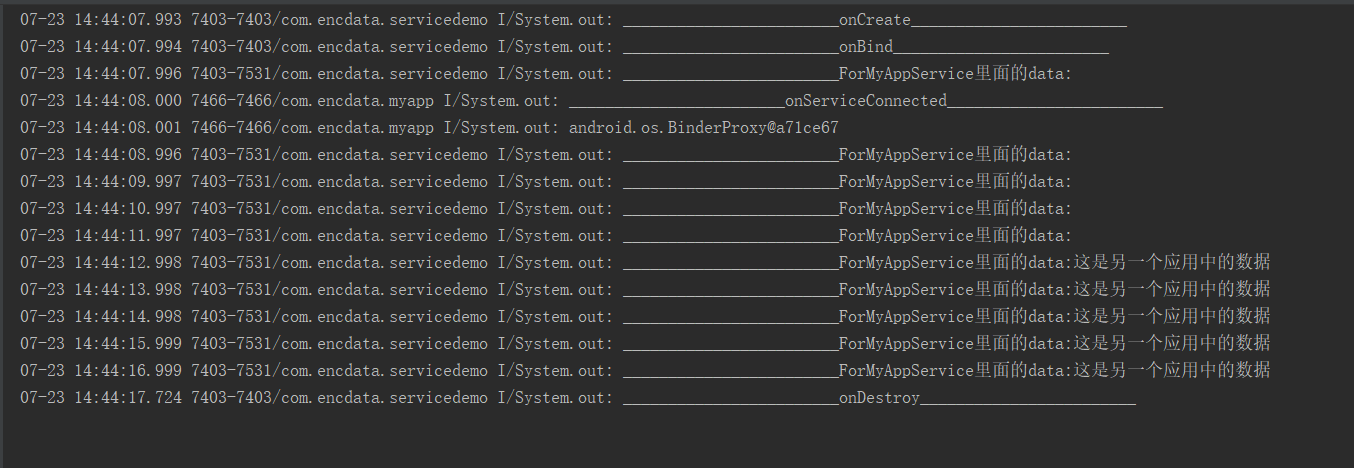 07-23 14:44:07.993 7403-7403/com.encdata.servicedemo I/System.out: ________________________onCreate________________________
07-23 14:44:07.994 7403-7403/com.encdata.servicedemo I/System.out: ________________________onBind________________________
07-23 14:44:07.996 7403-7531/com.encdata.servicedemo I/System.out: ________________________ForMyAppService里面的data:
07-23 14:44:08.000 7466-7466/com.encdata.myapp I/System.out: ________________________onServiceConnected________________________
07-23 14:44:08.001 7466-7466/com.encdata.myapp I/System.out: android.os.BinderProxy@a71ce67
07-23 14:44:08.996 7403-7531/com.encdata.servicedemo I/System.out: ________________________ForMyAppService里面的data:
07-23 14:44:09.997 7403-7531/com.encdata.servicedemo I/System.out: ________________________ForMyAppService里面的data:
07-23 14:44:10.997 7403-7531/com.encdata.servicedemo I/System.out: ________________________ForMyAppService里面的data:
07-23 14:44:11.997 7403-7531/com.encdata.servicedemo I/System.out: ________________________ForMyAppService里面的data:
07-23 14:44:12.998 7403-7531/com.encdata.servicedemo I/System.out: ________________________ForMyAppService里面的data:这是另一个应用中的数据
07-23 14:44:13.998 7403-7531/com.encdata.servicedemo I/System.out: ________________________ForMyAppService里面的data:这是另一个应用中的数据
07-23 14:44:14.998 7403-7531/com.encdata.servicedemo I/System.out: ________________________ForMyAppService里面的data:这是另一个应用中的数据
07-23 14:44:15.999 7403-7531/com.encdata.servicedemo I/System.out: ________________________ForMyAppService里面的data:这是另一个应用中的数据
07-23 14:44:16.999 7403-7531/com.encdata.servicedemo I/System.out: ________________________ForMyAppService里面的data:这是另一个应用中的数据
07-23 14:44:17.724 7403-7403/com.encdata.servicedemo I/System.out: ________________________onDestroy________________________